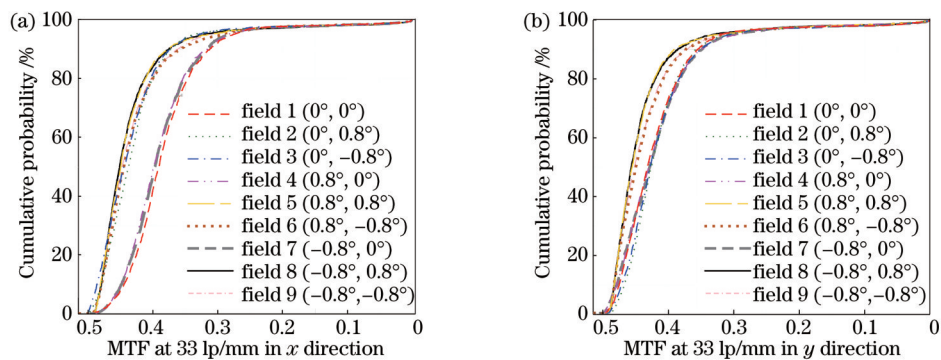 (a)
Cumulative probability /%
100
80
60
40
20
0
field 1 (0°, 0°)
field 2 (0°, 0.8°)
field 3 (0°, −0.8°)
field 4 (0.8°, 0°)
field 5 (0.8°, 0.8°)
field 6 (0.8°, −0.8°)
field 7 (−0.8°, 0°)
field 8 (−0.8°, 0.8°)
field 9 (−0.8°,−0.8°)
0.5 0.4 0.3 0.2 0.1 0
MTF at 33 lp/mm in x direction
(b)
Cumulative probability /%
100
80
60
40
20
0
field 1 (0°, 0°)
field 2 (0°, 0.8°)
field 3 (0°, −0.8°)
field 4 (0.8°, 0°)
field 5 (0.8°, 0.8°)
field 6 (0.8°, −0.8°)
field 7 (−0.8°, 0°)
field 8 (−0.8°, 0.8°)
field 9 (−0.8°,−0.8°)
0.5 0.4 0.3 0.2 0.1 0
MTF at 33 lp/mm in y direction